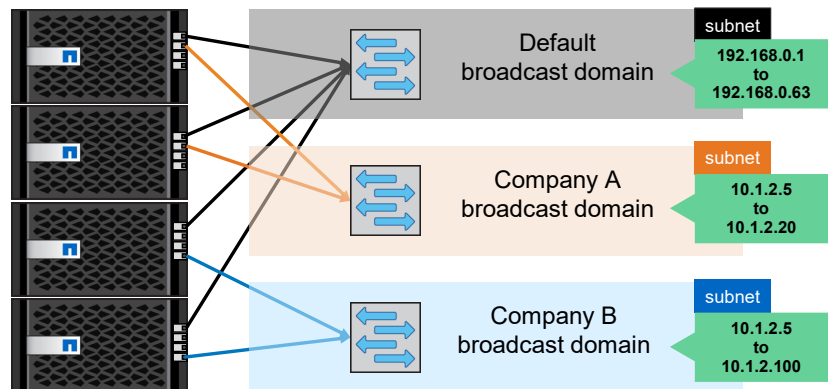 subnet
Default
broadcast domain
192.168.0.1
to
192.168.0.63
subnet
Company A
broadcast domain
10.1.2.5
to
10.1.2.20
subnet
Company B
broadcast domain
10.1.2.5
to
10.1.2.100